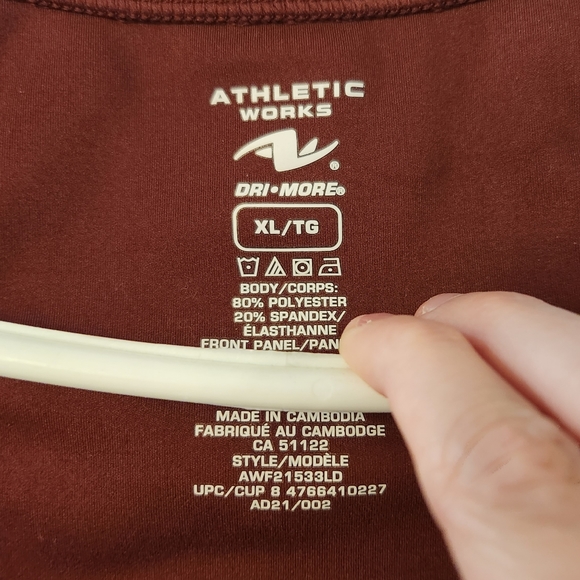 ATHLETIC
WORKS
®
DRI•MORE®
XL/TG
BODY/CORPS:
80% POLYESTER
20% SPANDEX/
ÉLASTHANNE
FRONT PANEL/
MADE IN CAMBODIA
FABRIQUÉ AU CAMBODGE
CA 51122
STYLE/MODÈLE
AWF21533LD
UPC/CUP 8 4766410227
AD21/002